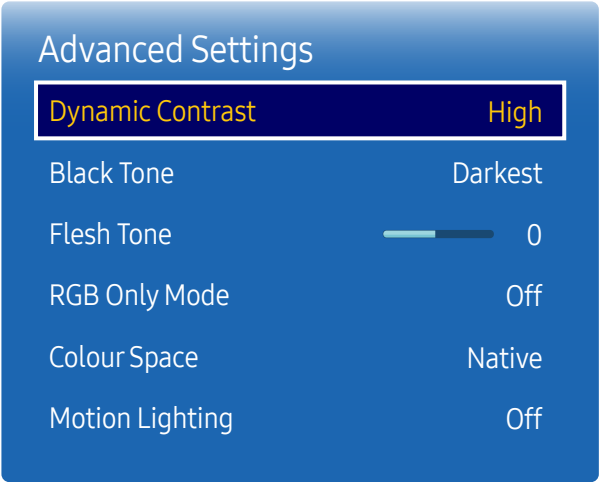 Advanced Settings
Dynamic Contrast High
Black Tone Darkest
Flesh Tone 0
RGB Only Mode Off
Colour Space Native
Motion Lighting Off